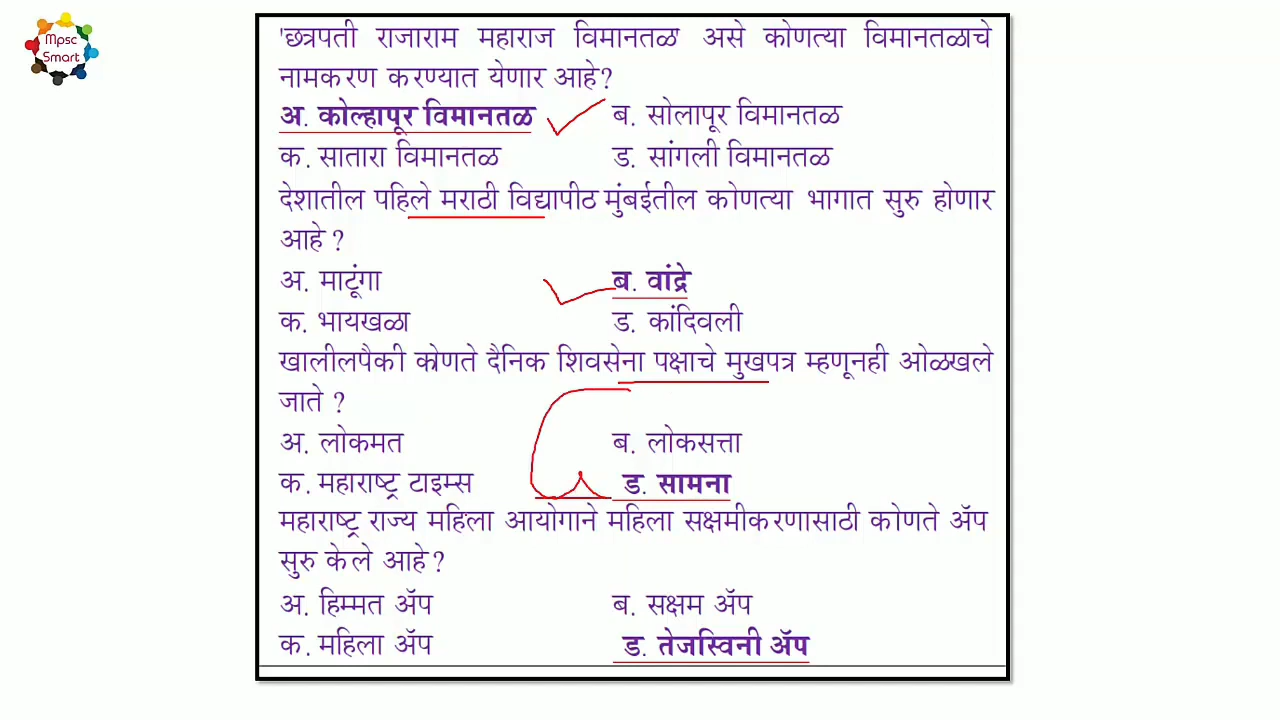 Mpsc
Smart
'छत्रपती राजाराम महाराज विमानतळ' असे कोणत्या विमानतळाचे
नामकरण करण्यात येणार आहे?
अ. कोल्हापूर विमानतळ ब. सोलापूर विमानतळ
क. सातारा विमानतळ ड. सांगली विमानतळ
देशातील पहिले मराठी विद्यापीठ मुंबईतील कोणत्या भागात सुरु होणार
आहे ?
अ. माटूंगा ब. वांद्रे
क. भायखळा ड. कांदिवली
खालीलपैकी कोणते दैनिक शिवसेना पक्षाचे मुखपत्र म्हणूनही ओळखले
जाते ?
अ. लोकमत ब. लोकसत्ता
क. महाराष्ट्र टाइम्स ड. सामना
महाराष्ट्र राज्य महिला आयोगाने महिला सक्षमीकरणासाठी कोणते ॲप
सुरु केले आहे?
अ. हिम्मत ॲप ब. सक्षम ॲप
क. महिला ॲप ड. तेजस्विनी ॲप